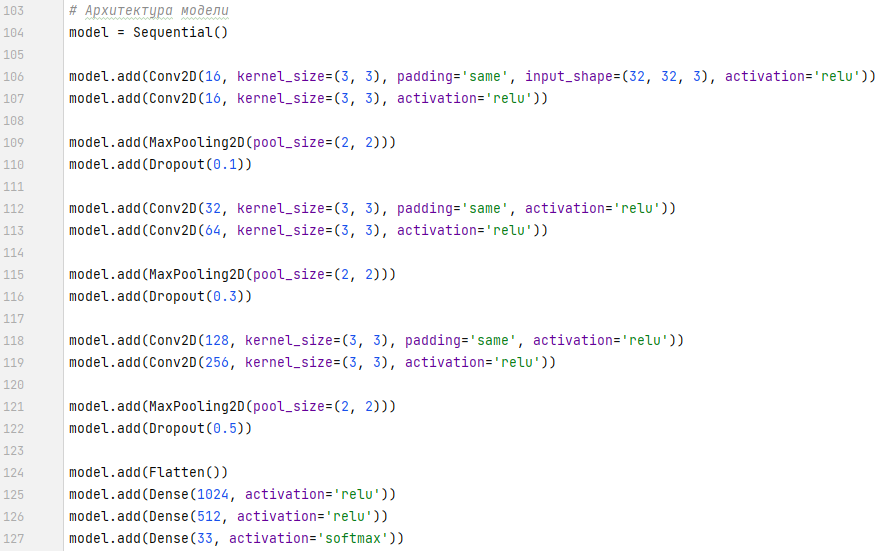 103 # Архитектура модели
104 model = Sequential()
105
106 model.add(Conv2D(16, kernel_size=(3, 3), padding='same', input_shape=(32, 32, 3), activation='relu'))
107 model.add(Conv2D(16, kernel_size=(3, 3), activation='relu'))
108
109 model.add(MaxPooling2D(pool_size=(2, 2)))
110 model.add(Dropout(0.1))
111
112 model.add(Conv2D(32, kernel_size=(3, 3), padding='same', activation='relu'))
113 model.add(Conv2D(64, kernel_size=(3, 3), activation='relu'))
114
115 model.add(MaxPooling2D(pool_size=(2, 2)))
116 model.add(Dropout(0.3))
117
118 model.add(Conv2D(128, kernel_size=(3, 3), padding='same', activation='relu'))
119 model.add(Conv2D(256, kernel_size=(3, 3), activation='relu'))
120
121 model.add(MaxPooling2D(pool_size=(2, 2)))
122 model.add(Dropout(0.5))
123
124 model.add(Flatten())
125 model.add(Dense(1024, activation='relu'))
126 model.add(Dense(512, activation='relu'))
127 model.add(Dense(33, activation='softmax'))